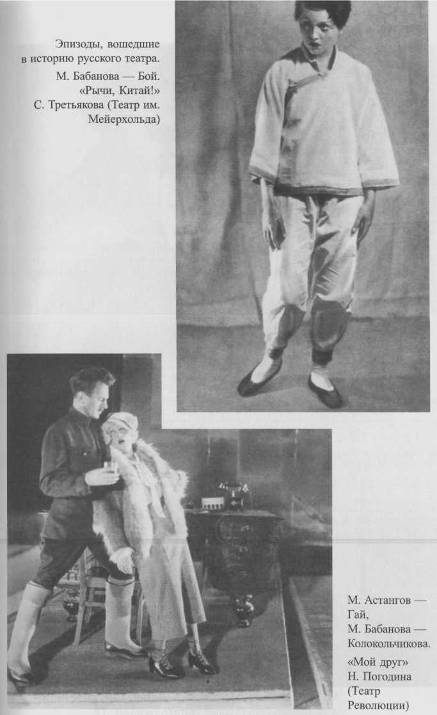 Эпизоды, вошедшие
в историю русского театра.
М. Бабанова — Бой.
«Рычи, Китай!»
С. Третьякова (Театр им.
Мейерхольда)
М. Астангов —
Гай,
М. Бабанова —
Колокольчикова.
«Мой друг»
Н. Погодина
(Театр
Революции)